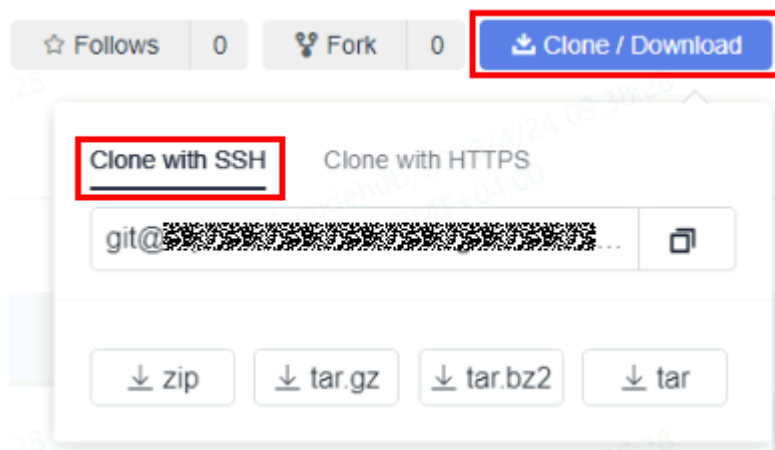 Follows 0 Fork 0 Clone / Download
Clone with SSH Clone with HTTPS
git@...
zip tar.gz tar.bz2 tar